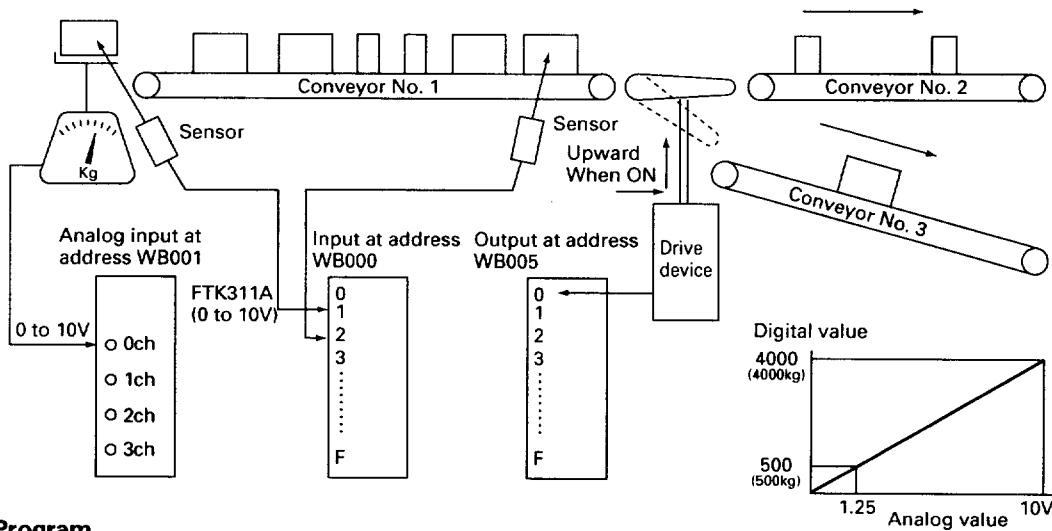 Conveyor No. 1
Conveyor No. 2
Sensor
Sensor
Kg
Upward
When ON
Conveyor No. 3
Analog input at
address WB001
Input at address
WB000
Output at address
WB005
Drive
device
FTK311A
(0 to 10V)
0 to 10V
0ch
1ch
2ch
3ch
0
1
2
3
F
0
1
2
3
F
Digital value
4000
(4000kg)
500
(500kg)
1.25
10V
Analog value
Program